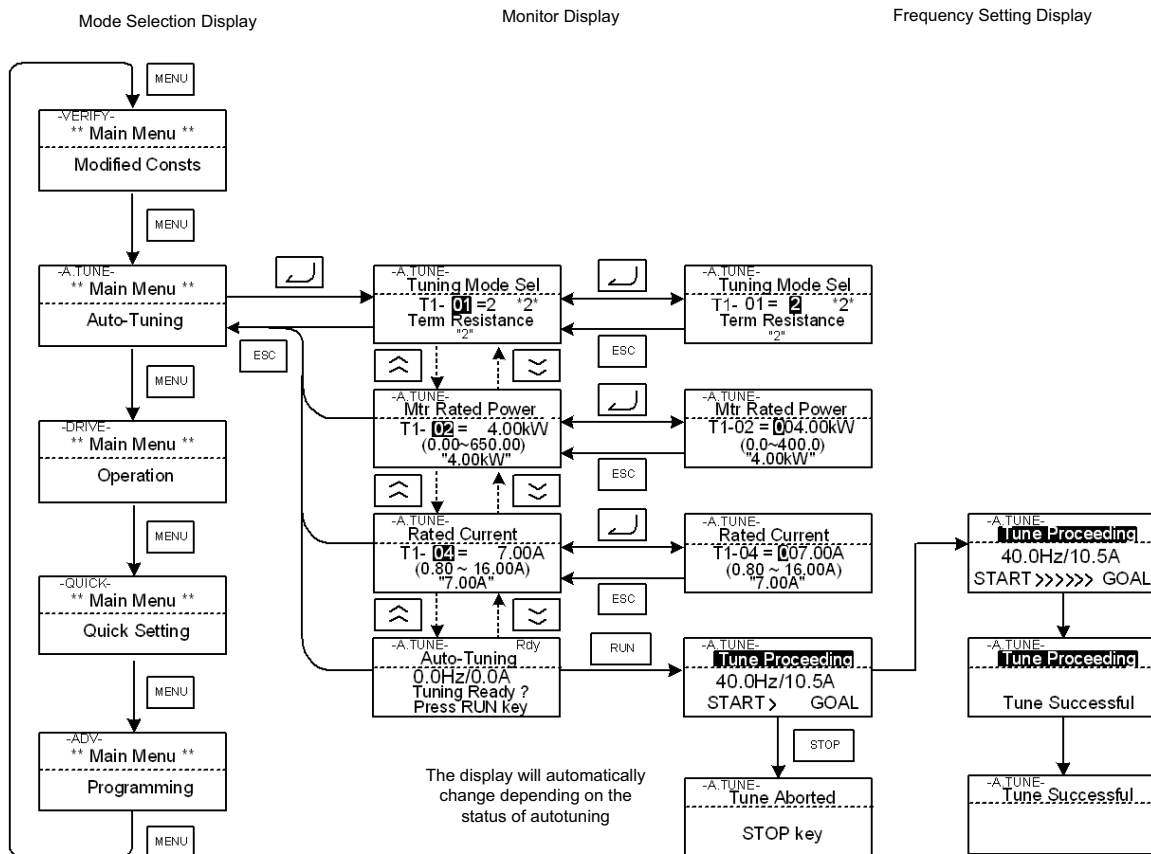 Mode Selection Display
Monitor Display
Frequency Setting Display
MENU
-VERIFY-
** Main Menu **
Modified Consts
MENU
-A.TUNE-
** Main Menu **
Auto-Tuning
ESC
MENU
-DRIVE-
** Main Menu **
Operation
MENU
-QUICK-
** Main Menu **
Quick Setting
MENU
-ADV-
** Main Menu **
Programming
MENU
-A.TUNE-
Tuning Mode Sel
T1- 01 =2 *2*
Term Resistance
"2"
-A.TUNE-
Tuning Mode Sel
T1- 01 = 2 *2*
Term Resistance
"2"
ESC
-A.TUNE-
Mtr Rated Power
T1- 02 = 4.00kW
(0.00~650.00)
"4.00kW"
-A.TUNE-
Mtr Rated Power
T1-02 = 004.00kW
(0.0~400.0)
"4.00kW"
ESC
-A.TUNE-
Rated Current
T1- 04 = 7.00A
(0.80 ~ 16.00A)
"7.00A"
-A.TUNE-
Rated Current
T1-04 = 007.00A
(0.80 ~ 16.00A)
"7.00A"
ESC
-A.TUNE- Rdy
Auto-Tuning
0.0Hz/0.0A
Tuning Ready ?
Press RUN key
RUN
-A.TUNE-
Tune Proceeding
40.0Hz/10.5A
START > GOAL
STOP
-A.TUNE-
Tune Aborted
STOP key
The display will automatically
change depending on the
status of autotuning
-A.TUNE-
Tune Proceeding
40.0Hz/10.5A
START >>>>>> GOAL
-A.TUNE-
Tune Proceeding
Tune Successful
-A.TUNE-
Tune Successful